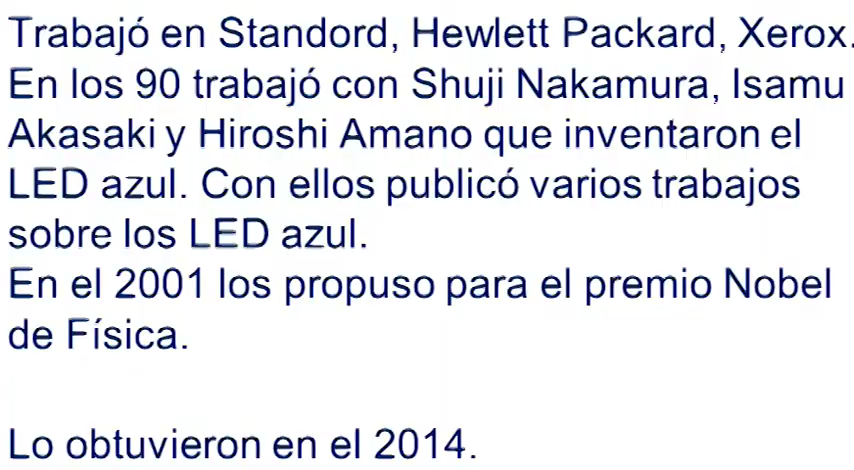 Trabajó en Standord, Hewlett Packard, Xerox.
En los 90 trabajó con Shuji Nakamura, Isamu
Akasaki y Hiroshi Amano que inventaron el
LED azul. Con ellos publicó varios trabajos
sobre los LED azul.
En el 2001 los propuso para el premio Nobel
de Física.
Lo obtuvieron en el 2014.